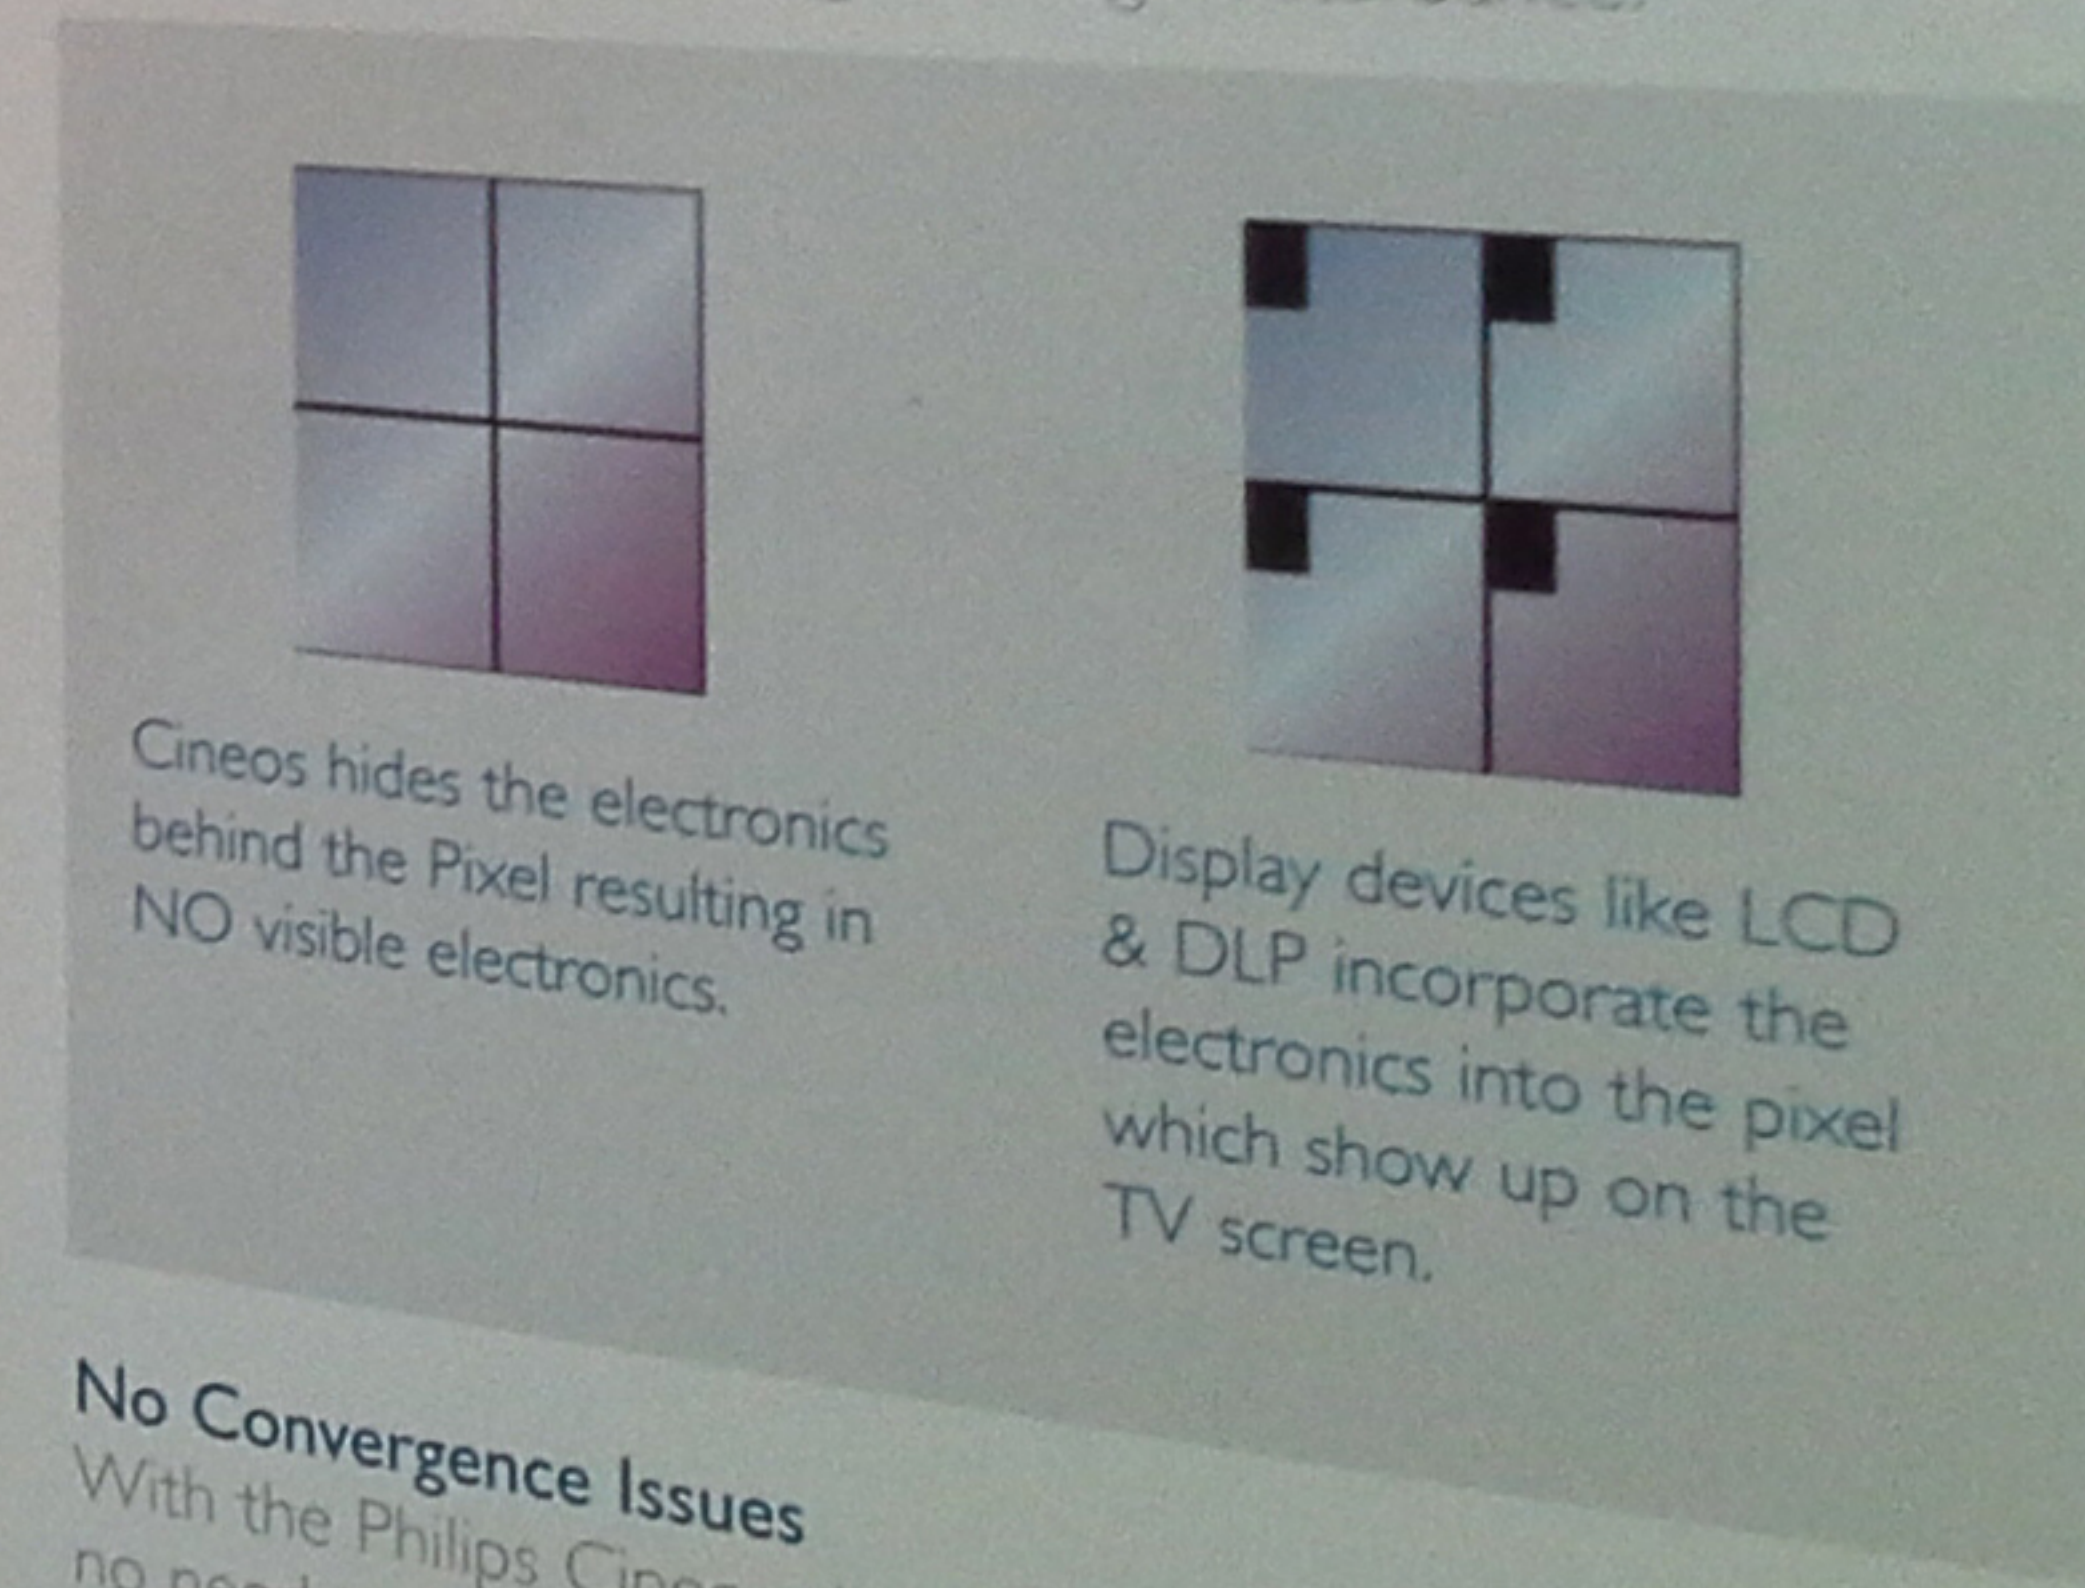 Cineos hides the electronics
behind the Pixel resulting in
NO visible electronics.
Display devices like LCD
& DLP incorporate the
electronics into the pixel
which show up on the
TV screen.
No Convergence Issues
With the Philips
no